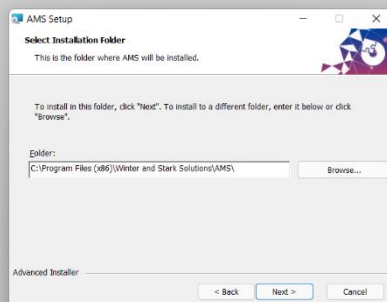 AMS Setup
Select Installation Folder
This is the folder where AMS will be installed.
To install in this folder, click "Next". To install to a different folder, enter it below or click
"Browse".
Folder:
C:\Program Files (x86)\Winter and Stark Solutions\AMS\
Browse...
Advanced Installer
< Back
Next >
Cancel